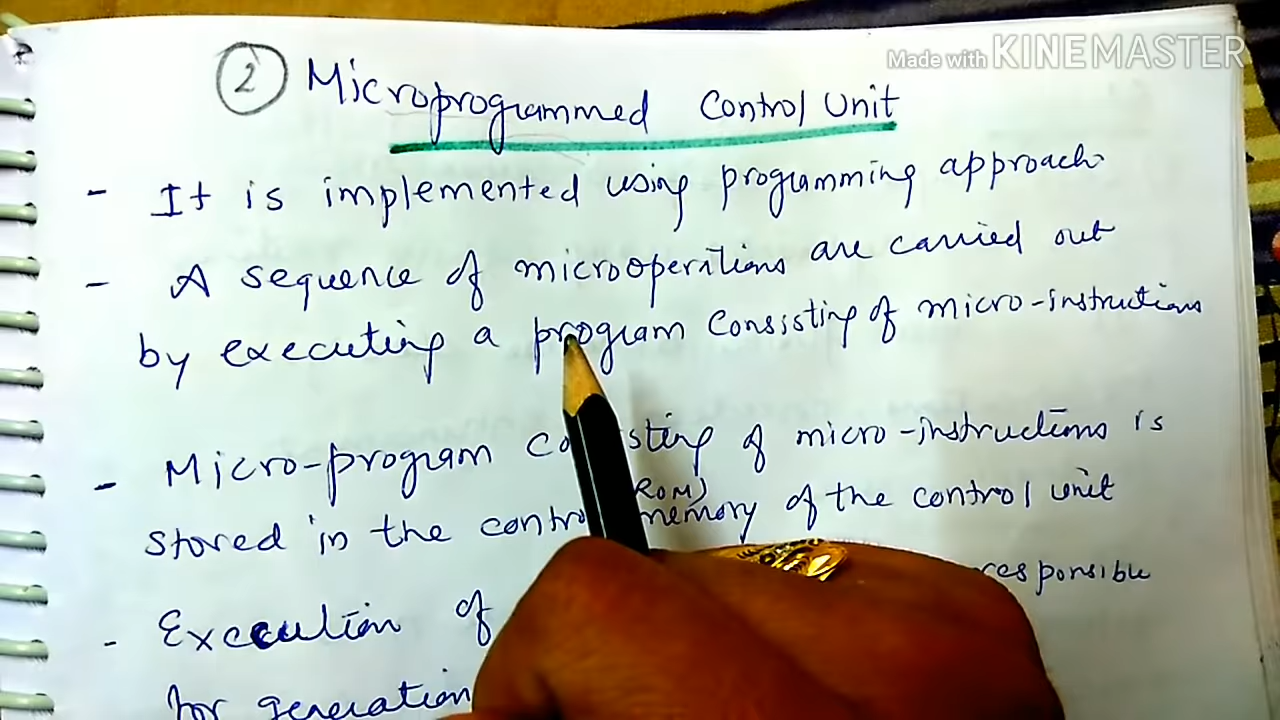 Made with KINEMASTER
2 Microprogrammed Control Unit
- It is implemented using programming approach
- A sequence of microoperations are carried out
by executing a program consisting of micro-instructions
- Micro-program of micro-instructions is
ROM)
stored in the memory of the control unit
- Execution of responsible
for generation